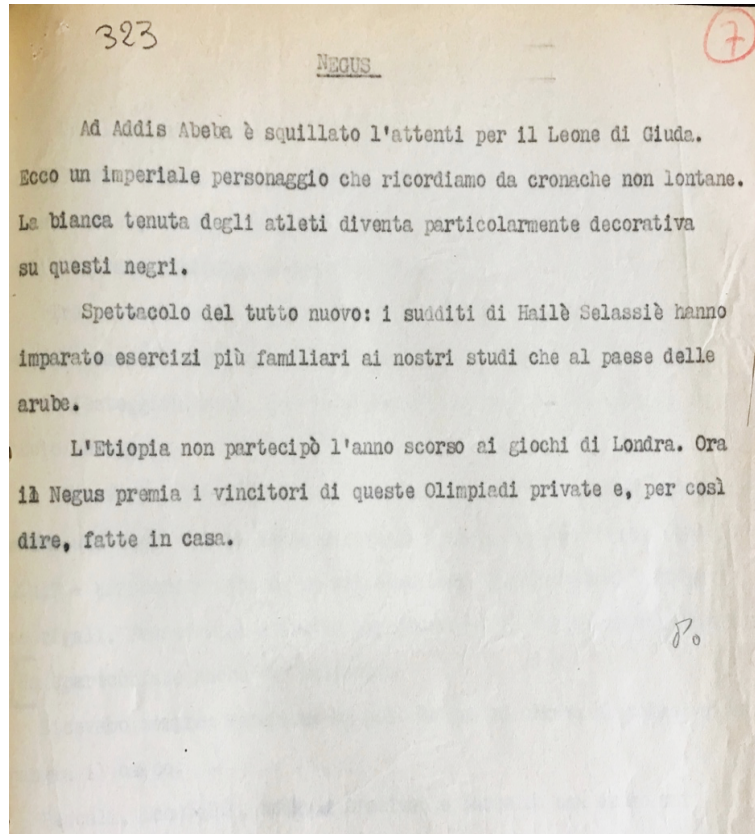 323
7
NEGUS
Ad Addis Abeba è squillato l'attenti per il Leone di Giuda.
Ecco un imperiale personaggio che ricordiamo da cronache non lontane.
La bianca tenuta degli atleti diventa particolarmente decorativa
su questi negri.
Spettacolo del tutto nuovo: i sudditi di Hailè Selassiè hanno
imparato esercizi più familiari ai nostri studi che al paese delle
arube.
L'Etiopia non partecipò l'anno scorso ai giochi di Londra. Ora
il Negus premia i vincitori di queste Olimpiadi private e, per così
dire, fatte in casa.